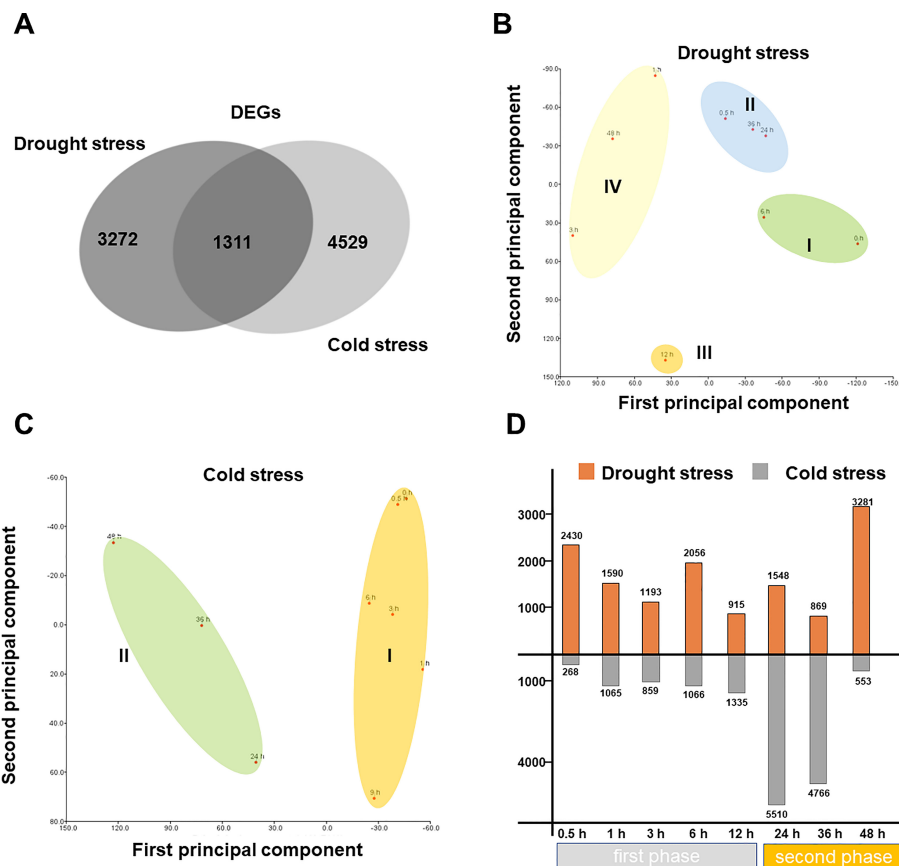 A
DEGs
Drought stress
3272
1311
4529
Cold stress
B
Drought stress
Second principal component
-90.0
-60.0
-30.0
0.0
30.0
60.0
90.0
120.0
150.0
1 h
48 h
IV
3 h
II
0.5 h
36 h
24 h
6 h
0 h
I
12 h
III
120.0 90.0 60.0 30.0 0.0 -30.0 -60.0 -90.0 -120.0 -150.0
First principal component
C
Cold stress
Second principal component
-60.0
-40.0
-20.0
0.0
20.0
40.0
60.0
80.0
48 h
36 h
II
24 h
0 h
0.5 h
6 h
3 h
I
1 h
9 h
150.0 120.0 90.0 60.0 30.0 0.0 -30.0 -60.0
First principal component
D
Drought stress Cold stress
3000
2000
1000
1000
4000
2430
1590
1193
2056
915
1548
869
3281
268
1065
859
1066
1335
5510
4766
553
0.5 h 1 h 3 h 6 h 12 h 24 h 36 h 48 h
first phase second phase